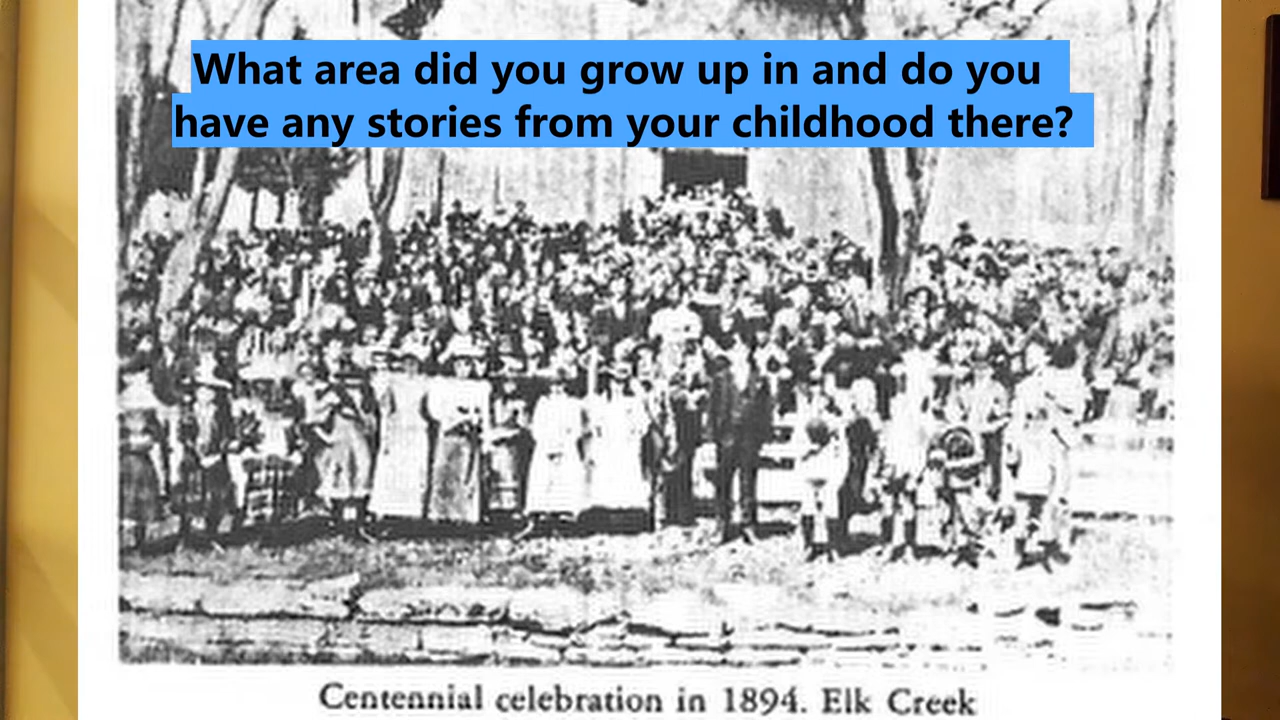 What area did you grow up in and do you
have any stories from your childhood there?
Centennial celebration in 1894. Elk Creek